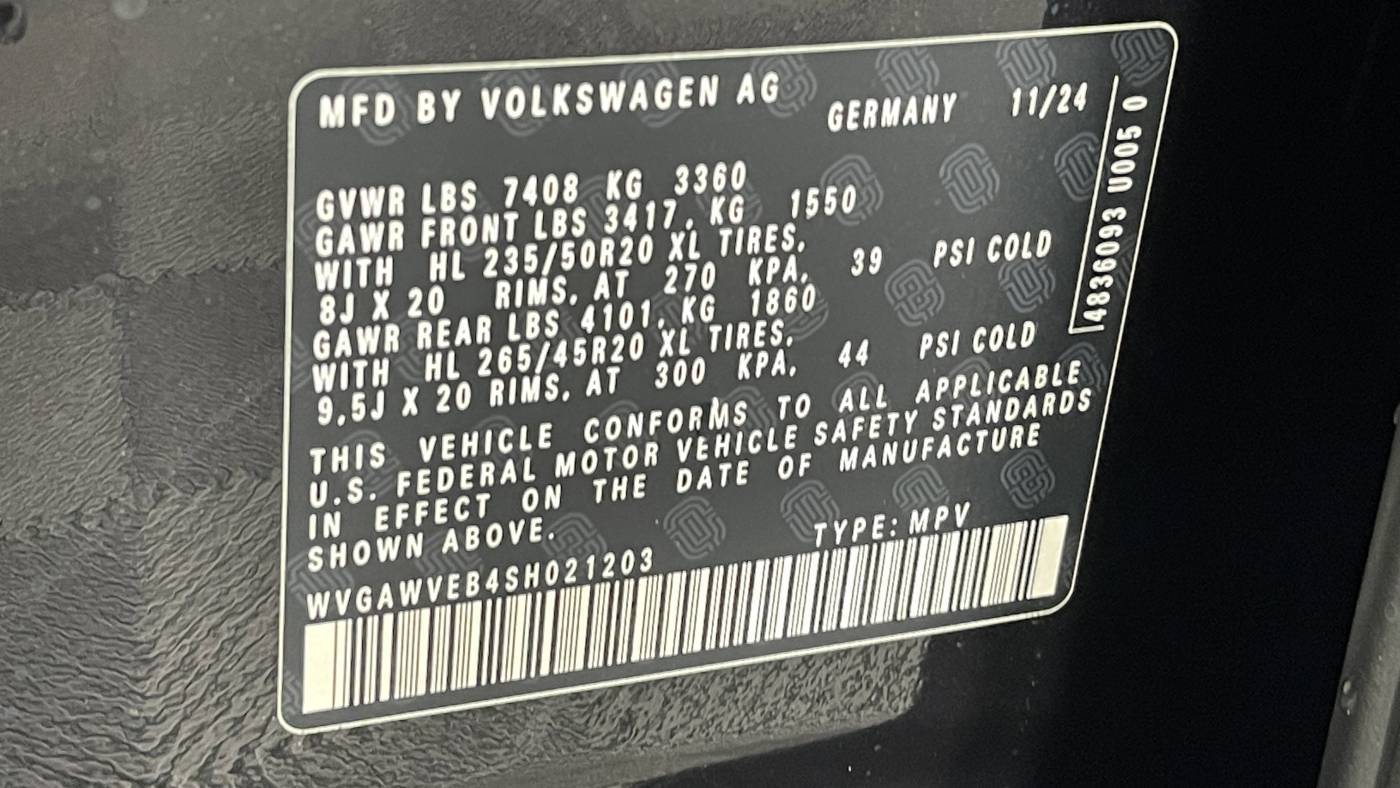 MFD BY VOLKSWAGEN AG
GERMANY 11/24
GVWR LBS 7408 KG 3360
GAWR FRONT LBS 3417. KG 1550
WITH HL 235/50R20 XL TIRES.
8J X 20 RIMS. AT 270 KPA. 39 PSI COLD
GAWR REAR LBS 4101. KG 1860
WITH HL 265/45R20 XL TIRES.
9.5J X 20 RIMS. AT 300 KPA. 44 PSI COLD
THIS VEHICLE CONFORMS TO ALL APPLICABLE
U.S. FEDERAL MOTOR VEHICLE SAFETY STANDARDS
IN EFFECT ON THE DATE OF MANUFACTURE
SHOWN ABOVE.
TYPE: MPV
WVGAWVEB4SH021203
4836093 U005 0